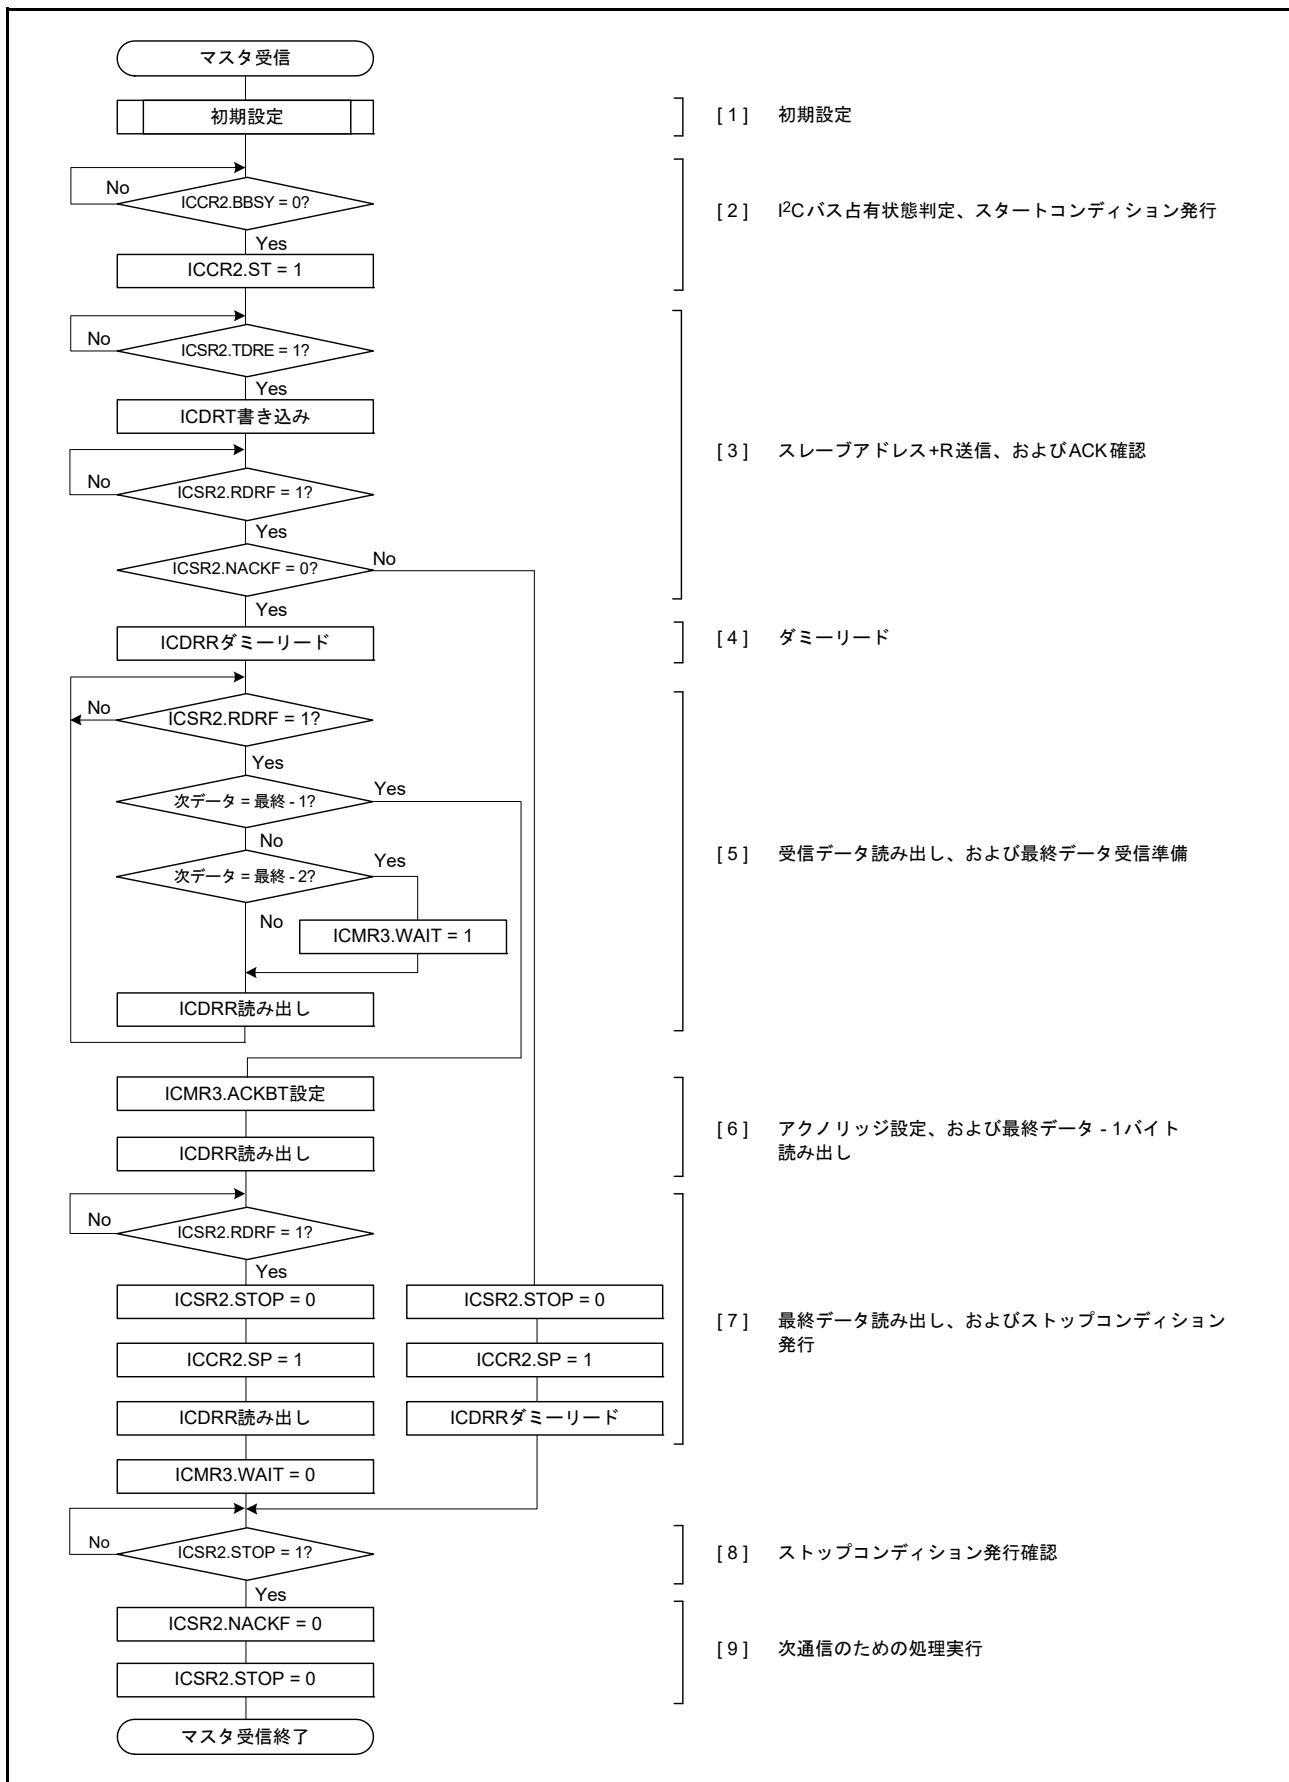 マスタ受信
初期設定
[ 1 ] 初期設定
No
ICCR2.BBSY = 0?
[ 2 ] I²Cバス占有状態判定、スタートコンディション発行
Yes
ICCR2.ST = 1
No
ICSR2.TDRE = 1?
Yes
ICDRT書き込み
[ 3 ] スレーブアドレス+R送信、およびACK確認
No
ICSR2.RDRF = 1?
Yes
No
ICSR2.NACKF = 0?
Yes
ICDRRダミーリード
[ 4 ] ダミーリード
No
ICSR2.RDRF = 1?
Yes
Yes
次データ = 最終 - 1?
No
Yes
[ 5 ] 受信データ読み出し、および最終データ受信準備
次データ = 最終 - 2?
No
ICMR3.WAIT = 1
ICDRR読み出し
ICMR3.ACKBT設定
[ 6 ] アクノリッジ設定、および最終データ - 1バイト
読み出し
ICDRR読み出し
No
ICSR2.RDRF = 1?
Yes
ICSR2.STOP = 0
ICSR2.STOP = 0
[ 7 ] 最終データ読み出し、およびストップコンディション
発行
ICCR2.SP = 1
ICCR2.SP = 1
ICDRR読み出し
ICDRRダミーリード
ICMR3.WAIT = 0
No
ICSR2.STOP = 1?
[ 8 ] ストップコンディション発行確認
Yes
ICSR2.NACKF = 0
[ 9 ] 次通信のための処理実行
ICSR2.STOP = 0
マスタ受信終了